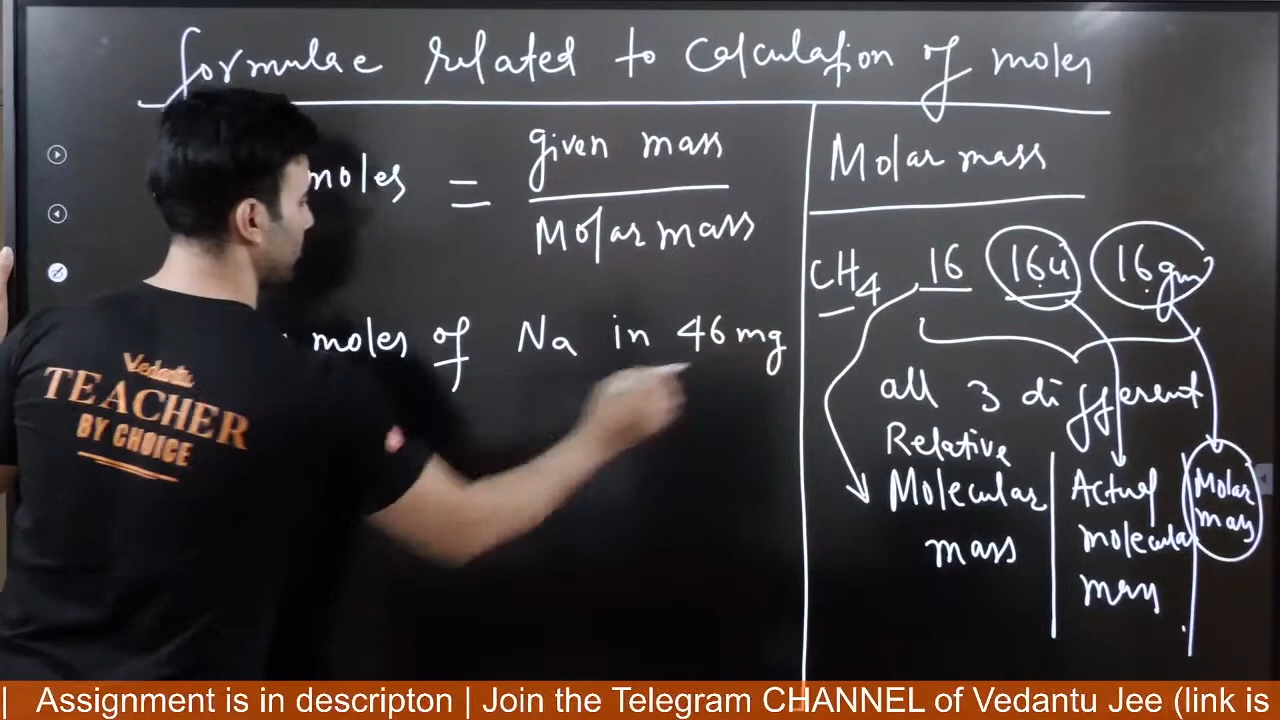 formulae related to calculation of moles
moles = given mass
Molar mass
moles of Na in 46 mg
Molar mass
CH4 16 16u 16gm
all 3 different
Relative
Molecular
mass
Actual
molecular
mass
Molar
mass
Vedantu
TEACHER
BY CHOICE
| Assignment is in descripton | Join the Telegram CHANNEL of Vedantu Jee (link is